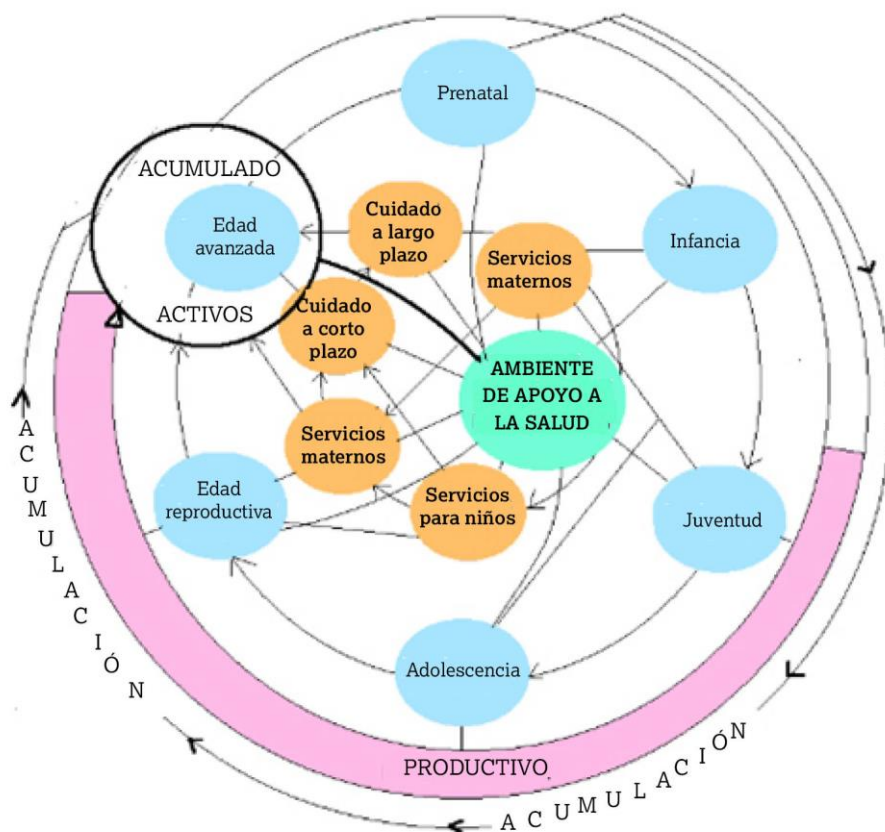 Prenatal
ACUMULADO
Edad
avanzada
ACTIVOS
Cuidado
a largo
plazo
Servicios
maternos
Infancia
Cuidado
a corto
plazo
AMBIENTE
DE APOYO A
LA SALUD
Servicios
maternos
Edad
reproductiva
Servicios
para niños
Juventud
Adolescencia
PRODUCTIVO
ACUMULACIÓN
ACUMULACIÓN